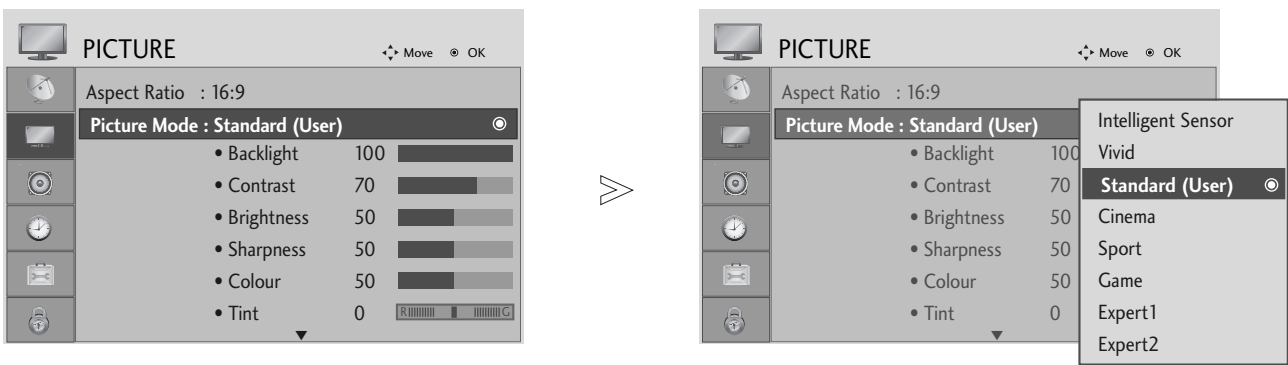 PICTURE
Move OK
Aspect Ratio : 16:9
Picture Mode : Standard (User)
• Backlight 100
• Contrast 70
• Brightness 50
• Sharpness 50
• Colour 50
• Tint 0 R G
PICTURE
Move OK
Aspect Ratio : 16:9
Picture Mode : Standard (User)
• Backlight 100
• Contrast 70
• Brightness 50
• Sharpness 50
• Colour 50
• Tint 0
Intelligent Sensor
Vivid
Standard (User)
Cinema
Sport
Game
Expert1
Expert2